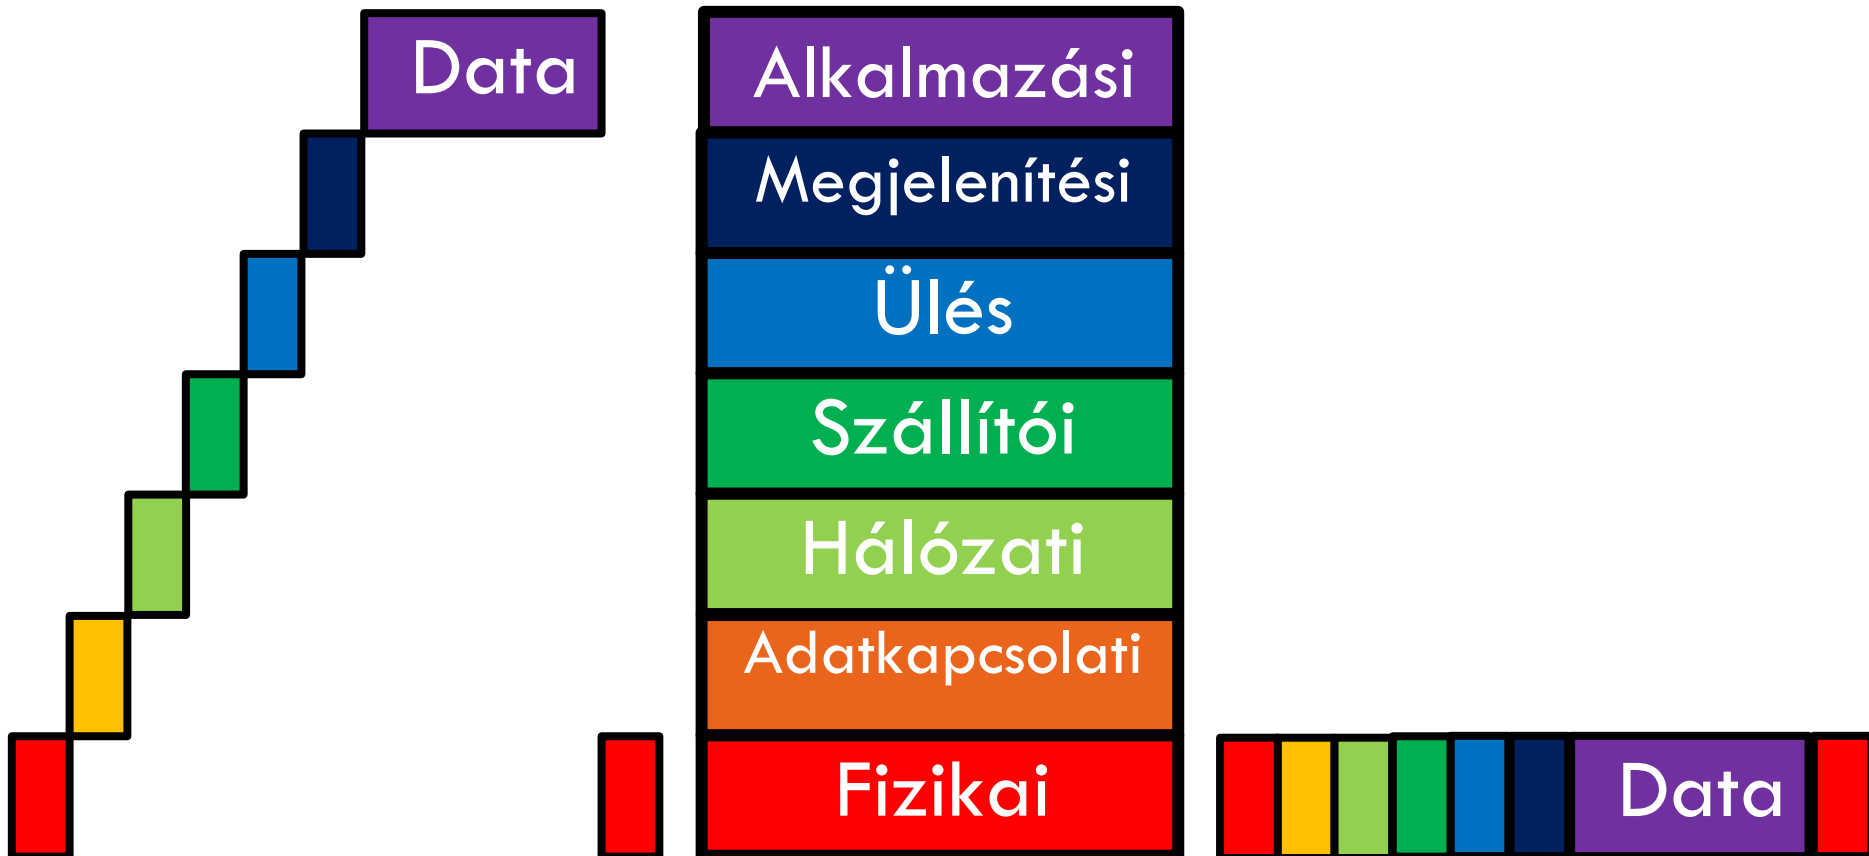 Data
Alkalmazási
Megjelenítési
Ülés
Szállítói
Hálózati
Adatkapcsolati
Fizikai
Data